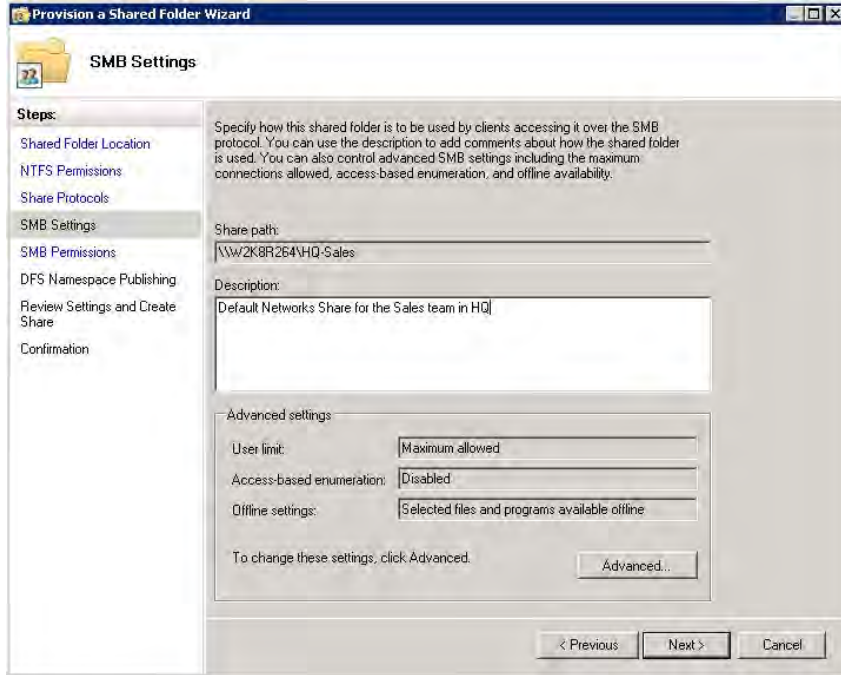 Provision a Shared Folder Wizard
SMB Settings
Steps:
Shared Folder Location
NTFS Permissions
Share Protocols
SMB Settings
SMB Permissions
DFS Namespace Publishing
Review Settings and Create
Share
Confirmation
Specify how this shared folder is to be used by clients accessing it over the SMB
protocol. You can use the description to add comments about how the shared folder
is used. You can also control advanced SMB settings including the maximum
connections allowed, access-based enumeration, and offline availability.
Share path:
\\W2K8R264\HQ-Sales
Description:
Default Networks Share for the Sales team in HQ
Advanced settings
User limit:
Maximum allowed
Access-based enumeration:
Disabled
Offline settings:
Selected files and programs available offline
To change these settings, click Advanced.
Advanced...
< Previous
Next >
Cancel